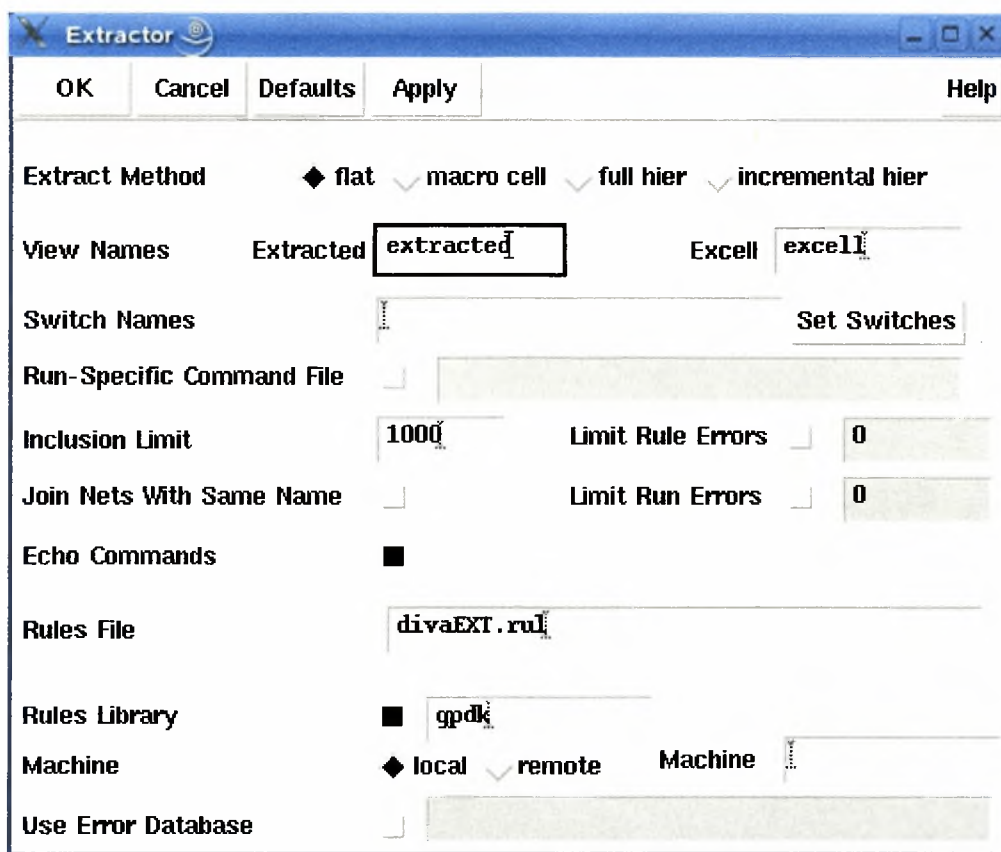 Extractor
OK Cancel Defaults Apply Help
Extract Method flat macro cell full hier incremental hier
View Names Extracted extracted Excell excell
Switch Names Set Switches
Run-Specific Command File
Inclusion Limit 1000 Limit Rule Errors 0
Join Nets With Same Name Limit Run Errors 0
Echo Commands
Rules File divaEXT.rul
Rules Library gpdk
Machine local remote Machine
Use Error Database